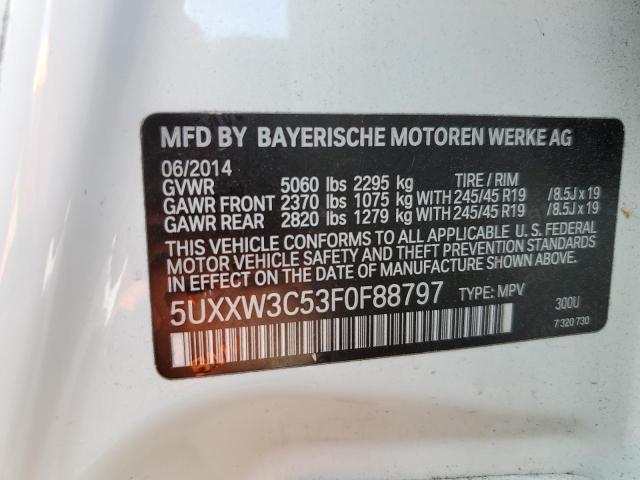 MFD BY BAYERISCHE MOTOREN WERKE AG
06/2014
GVWR 5060 lbs 2295 kg TIRE / RIM
GAWR FRONT 2370 lbs 1075 kg WITH 245/45 R19 /8.5J x 19
GAWR REAR 2820 lbs 1279 kg WITH 245/45 R19 /8.5J x 19
THIS VEHICLE CONFORMS TO ALL APPLICABLE U. S. FEDERAL
MOTOR VEHICLE SAFETY AND THEFT PREVENTION STANDARDS
IN EFFECT ON THE DATE OF MANUFACTURE SHOWN ABOVE.
5UXXW3C53F0F88797 TYPE: MPV 300U
7 320 730